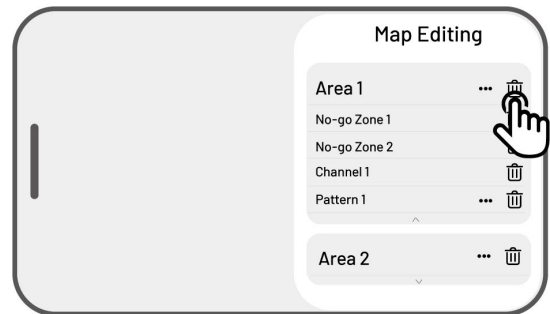 Map Editing
Area 1
No-go Zone 1
No-go Zone 2
Channel 1
Pattern 1
Area 2